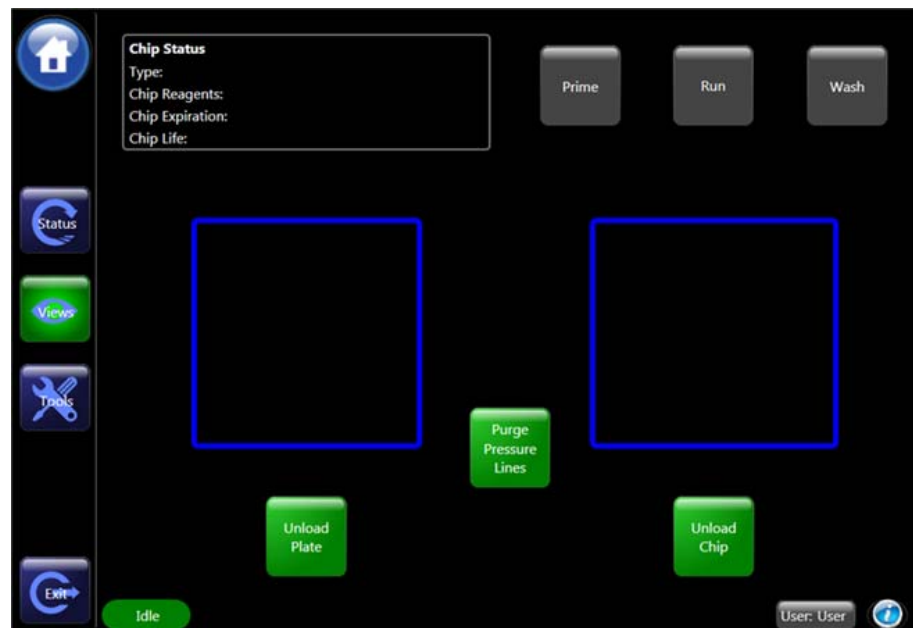 Chip Status
Type:
Chip Reagents:
Chip Expiration:
Chip Life:
Prime
Run
Wash
Status
Views
Tools
Purge
Pressure
Lines
Unload
Plate
Unload
Chip
Exit
Idle
User: User
i